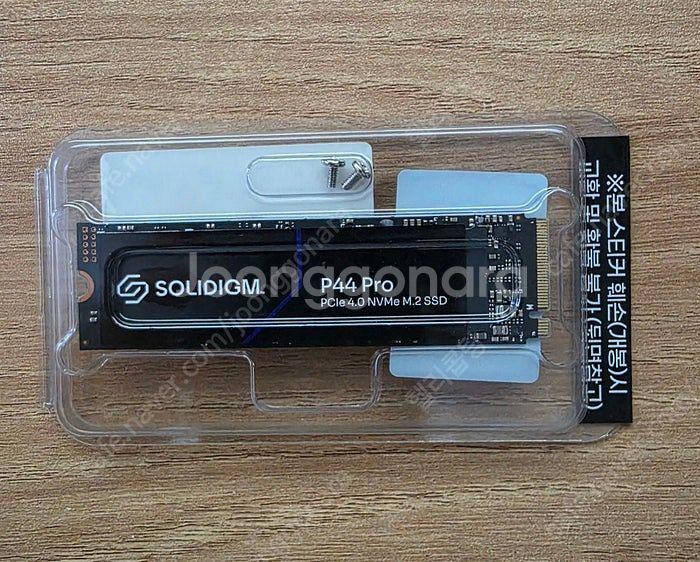 SOLIDIGM.
P44 Pro
PCIe 4.0 NVMe M.2 SSD
※본 스티커 훼손(개봉)시
교환 및 환불 불가 (뒷면참고)
Joonggonara